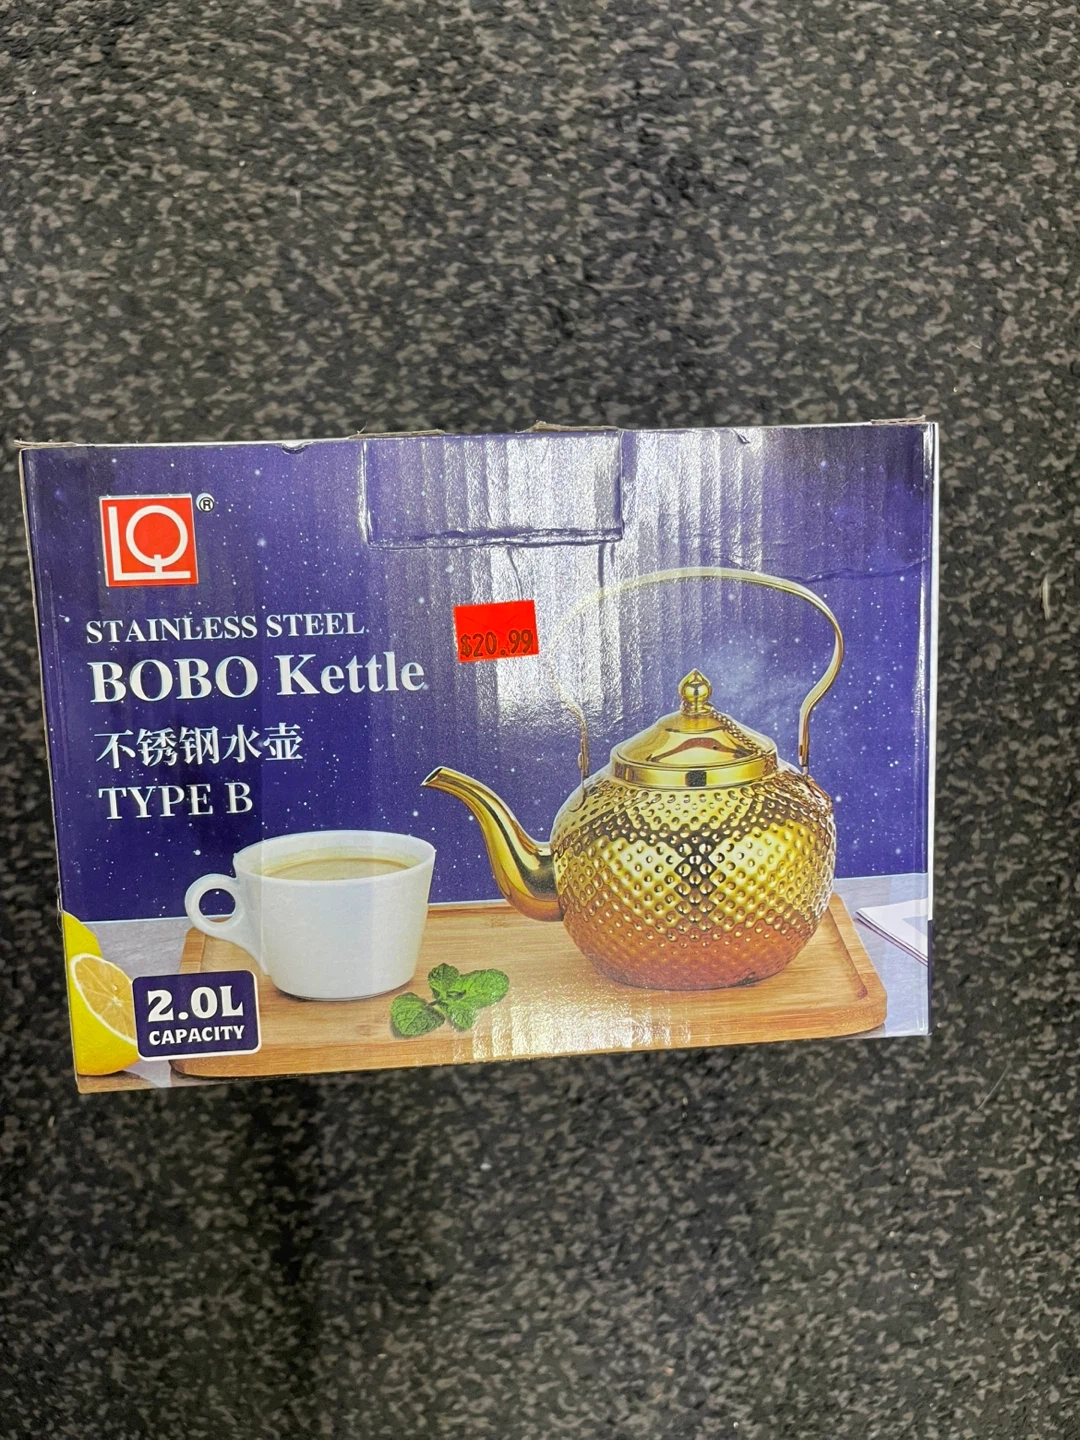 LQ
®
STAINLESS STEEL
BOBO Kettle
不锈钢水壶
TYPE B
$20.99
2.0L
CAPACITY